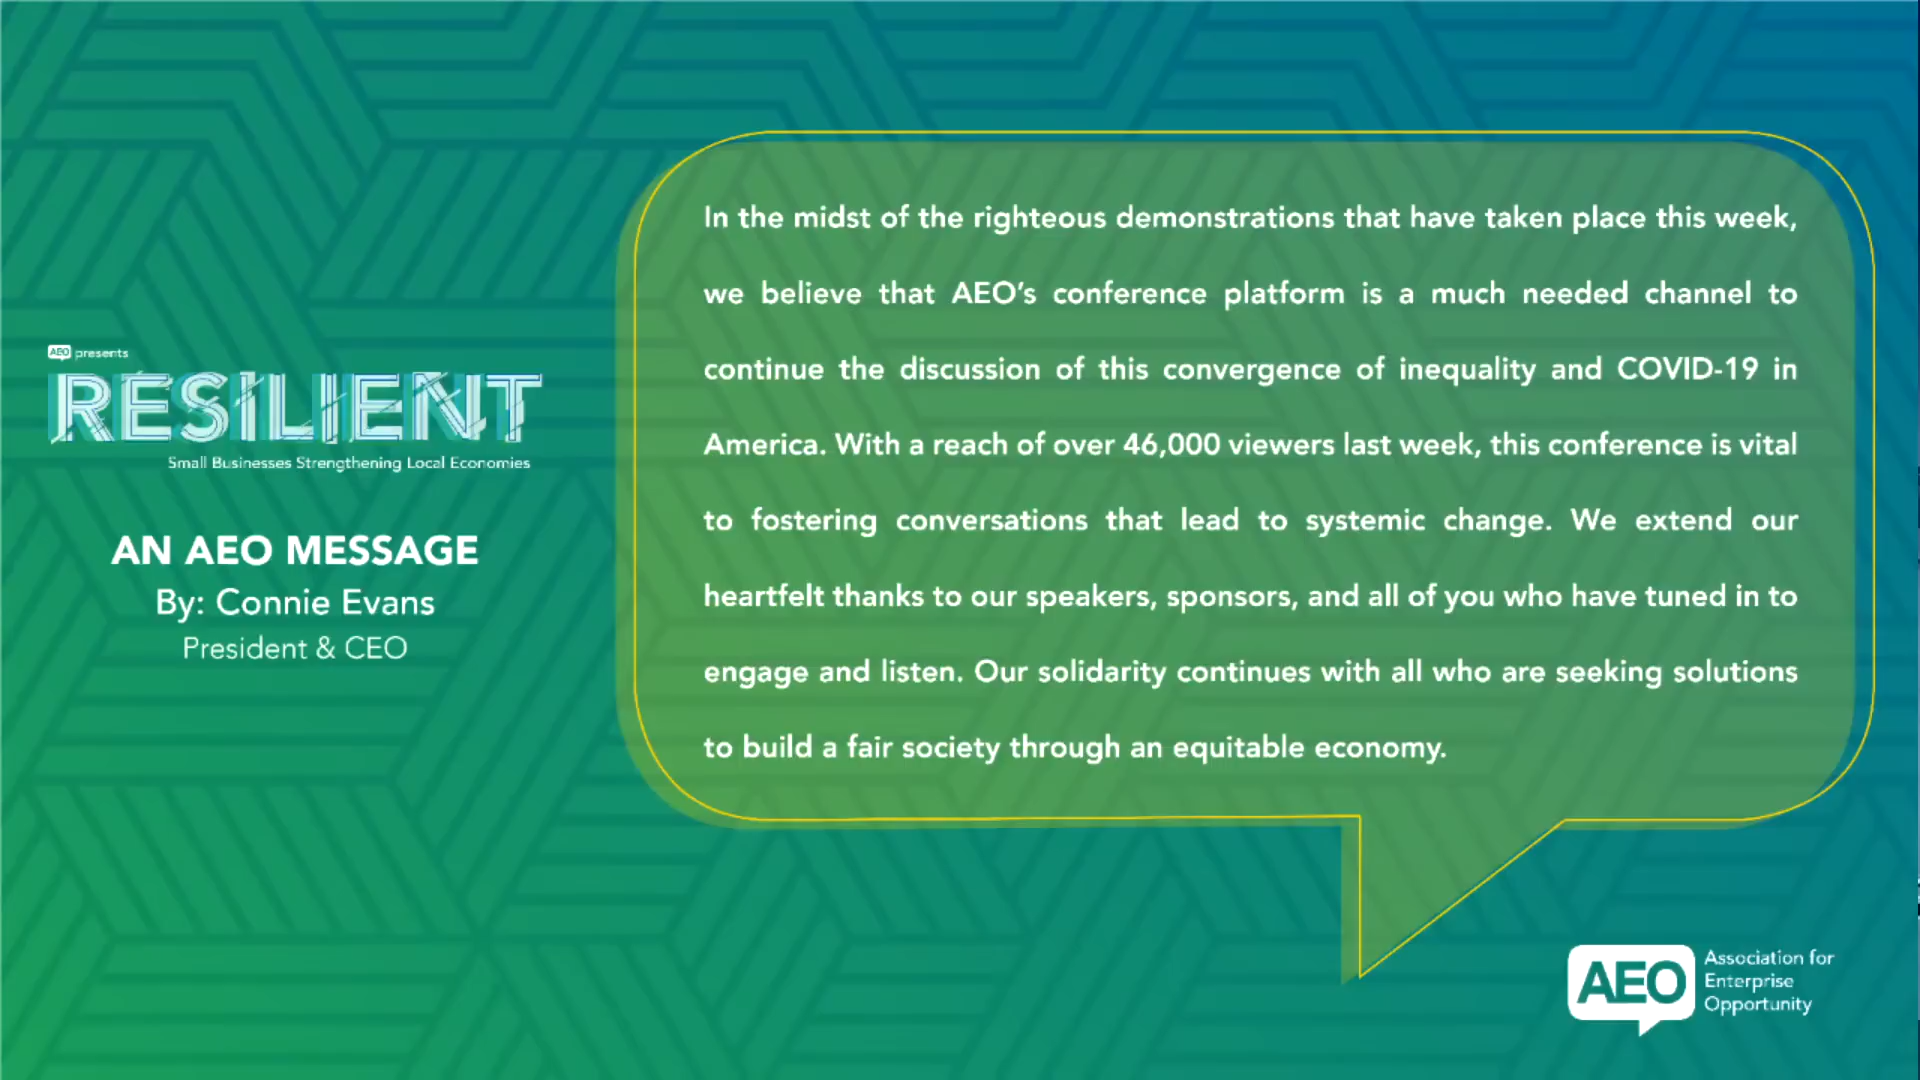 AEO presents
RESILIENT
Small Businesses Strengthening Local Economies
AN AEO MESSAGE
By: Connie Evans
President & CEO
In the midst of the righteous demonstrations that have taken place this week,
we believe that AEO’s conference platform is a much needed channel to
continue the discussion of this convergence of inequality and COVID-19 in
America. With a reach of over 46,000 viewers last week, this conference is vital
to fostering conversations that lead to systemic change. We extend our
heartfelt thanks to our speakers, sponsors, and all of you who have tuned in to
engage and listen. Our solidarity continues with all who are seeking solutions
to build a fair society through an equitable economy.
AEO
Association for
Enterprise
Opportunity